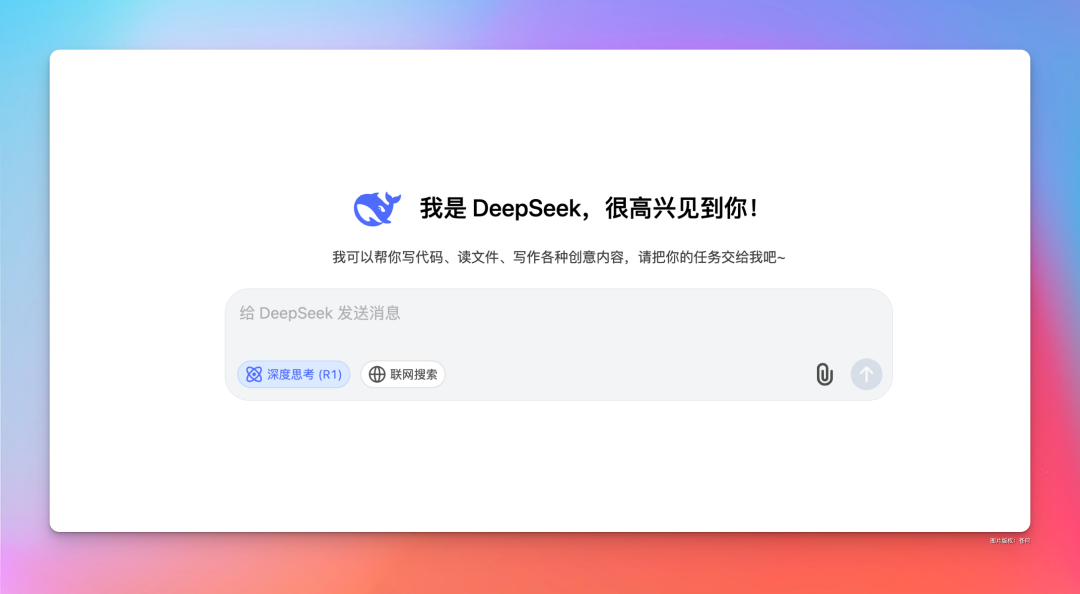 我是 DeepSeek，很高兴见到你！
我可以帮你写代码、读文件、写作各种创意内容，请把你的任务交给我吧~
给 DeepSeek 发送消息
深度思考 (R1)
联网搜索
图片版权：